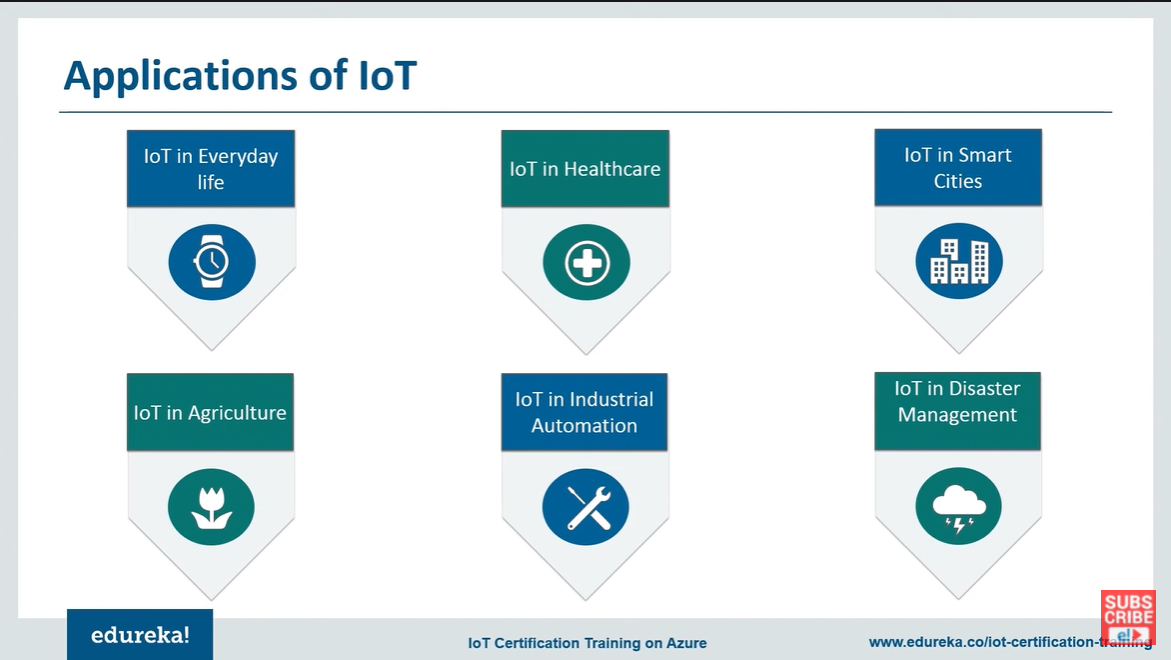 Applications of IoT
IoT in Everyday
life
IoT in Healthcare
IoT in Smart
Cities
IoT in Agriculture
IoT in Industrial
Automation
IoT in Disaster
Management
edureka!
IoT Certification Training on Azure
www.edureka.co/iot-certification-training
SUBS
CRIBE
e!